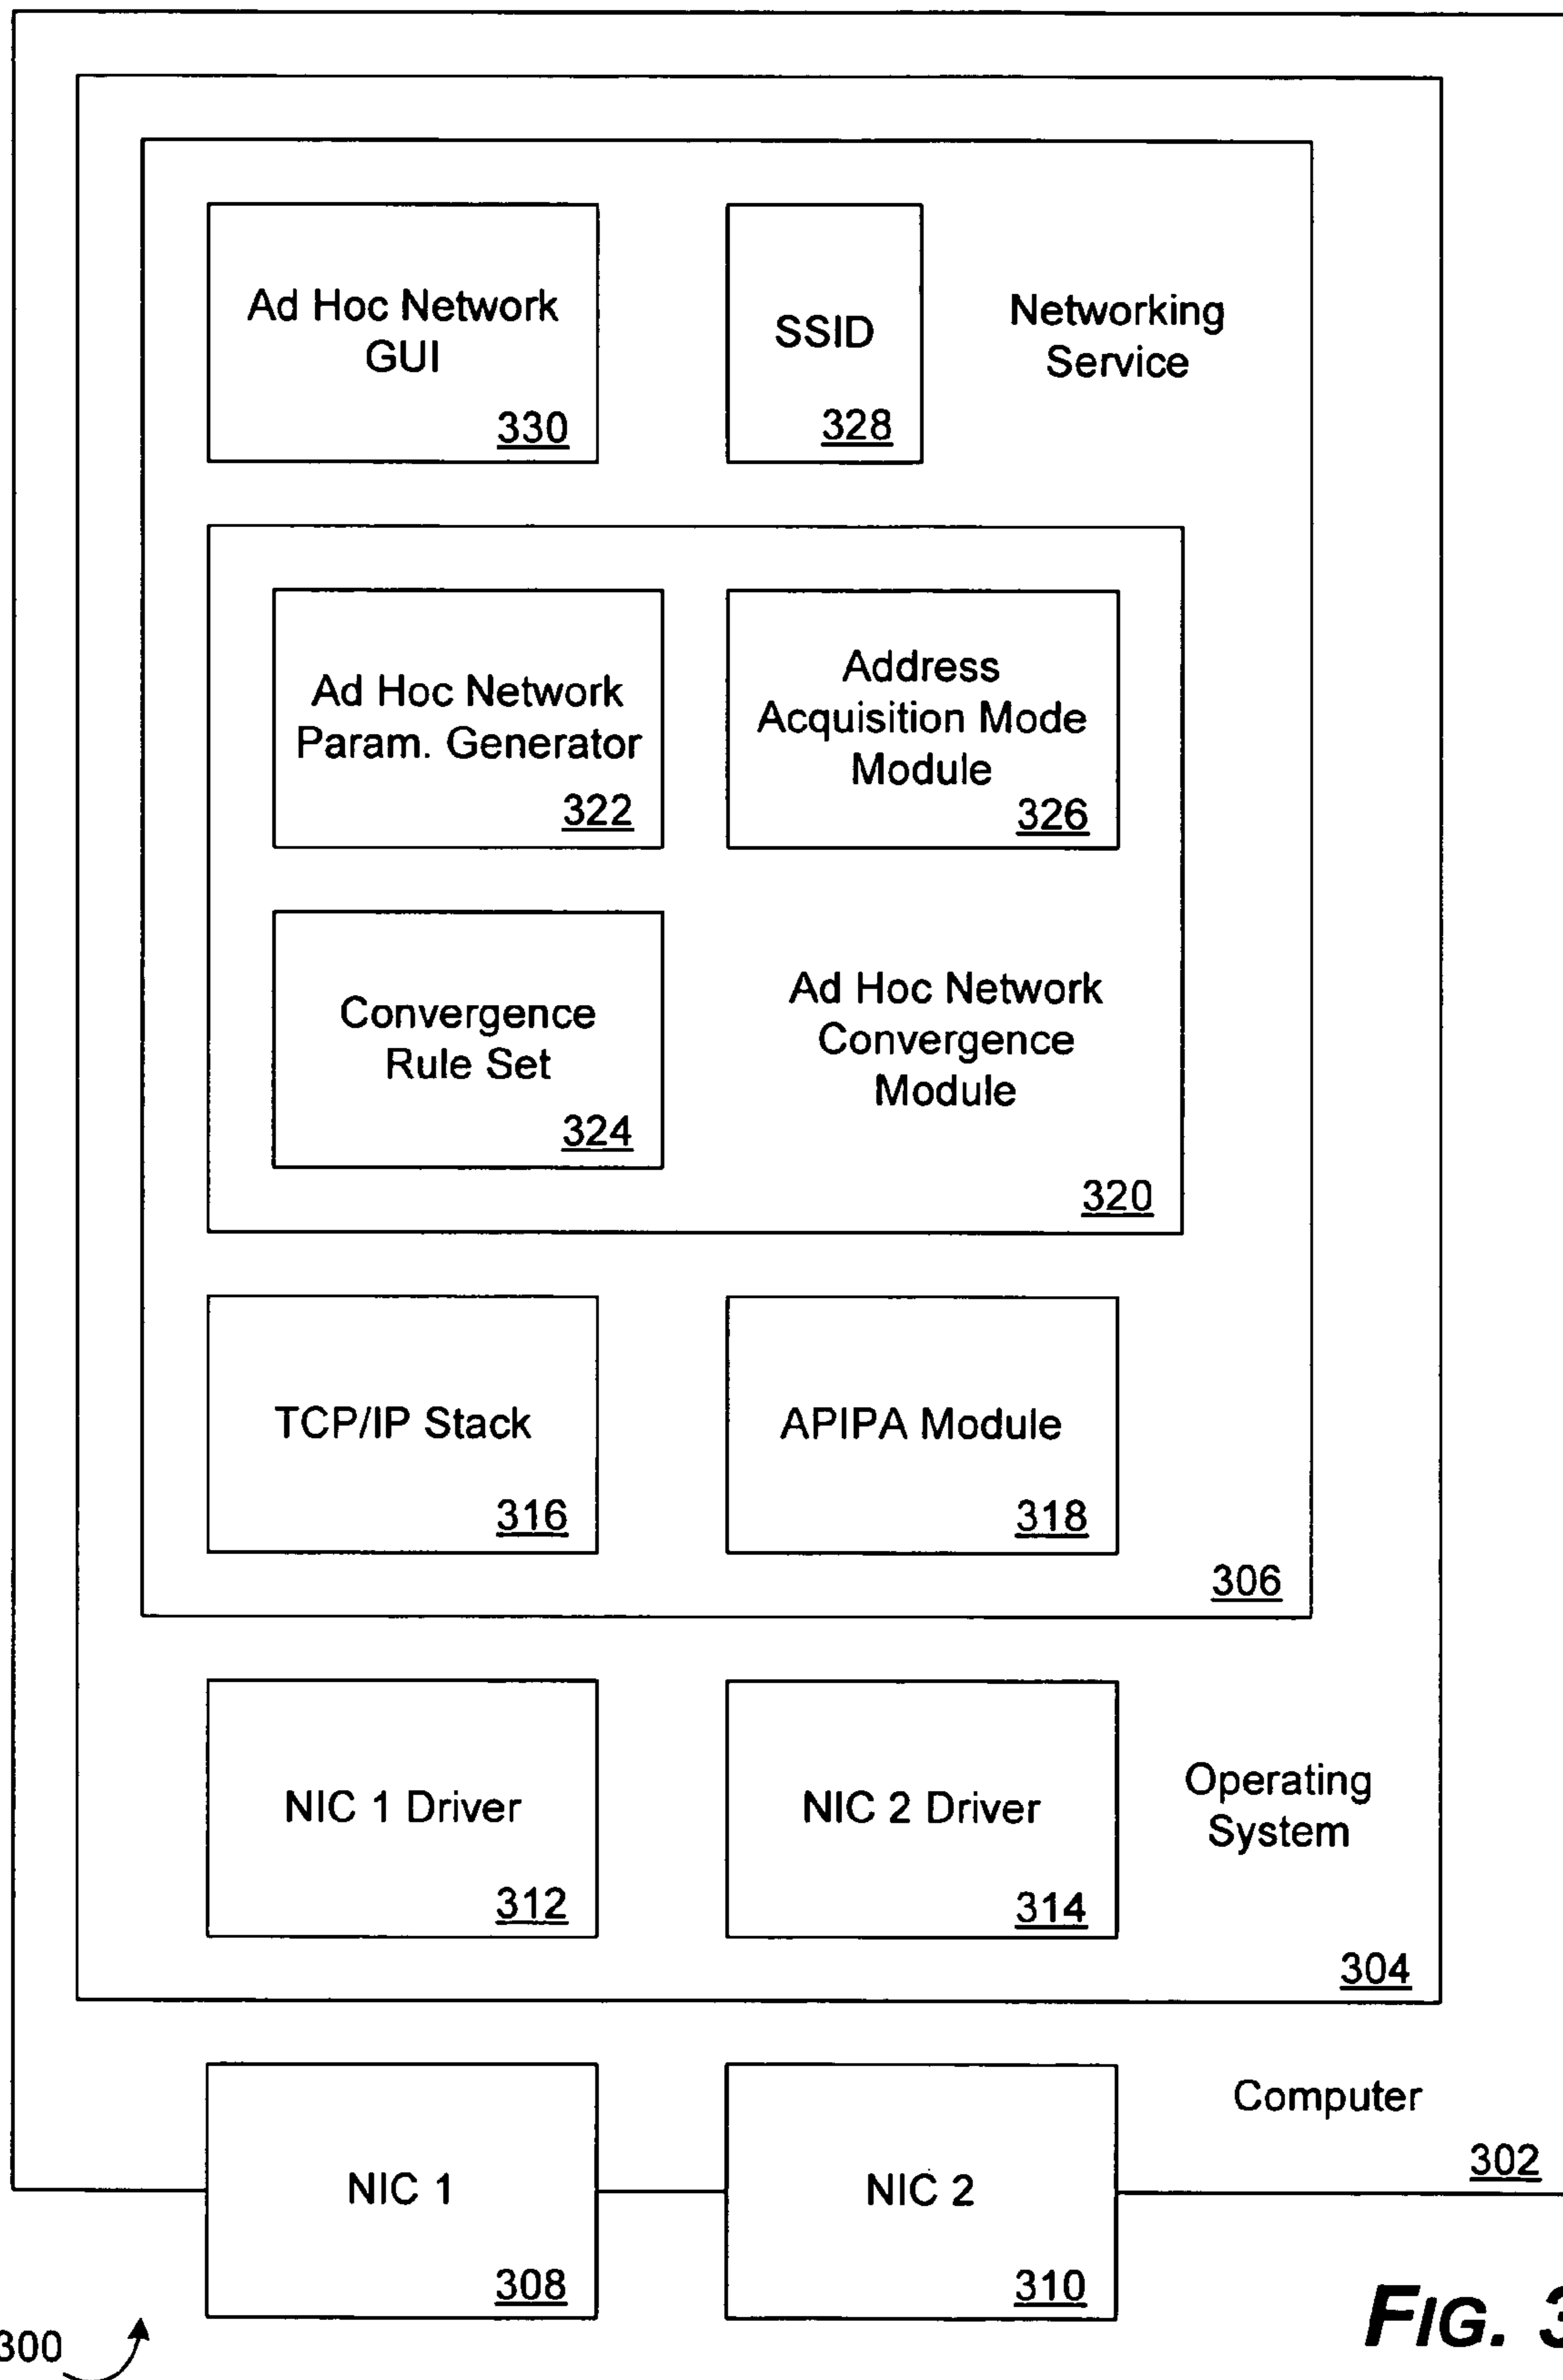 Ad Hoc Network
GUI
330
SSID
328
Networking
Service
Ad Hoc Network
Param. Generator
322
Address
Acquisition Mode
Module
326
Convergence
Rule Set
324
Ad Hoc Network
Convergence
Module
320
TCP/IP Stack
316
APIPA Module
318
306
NIC 1 Driver
312
NIC 2 Driver
314
Operating
System
304
NIC 1
308
NIC 2
310
Computer
302
300
FIG. 3